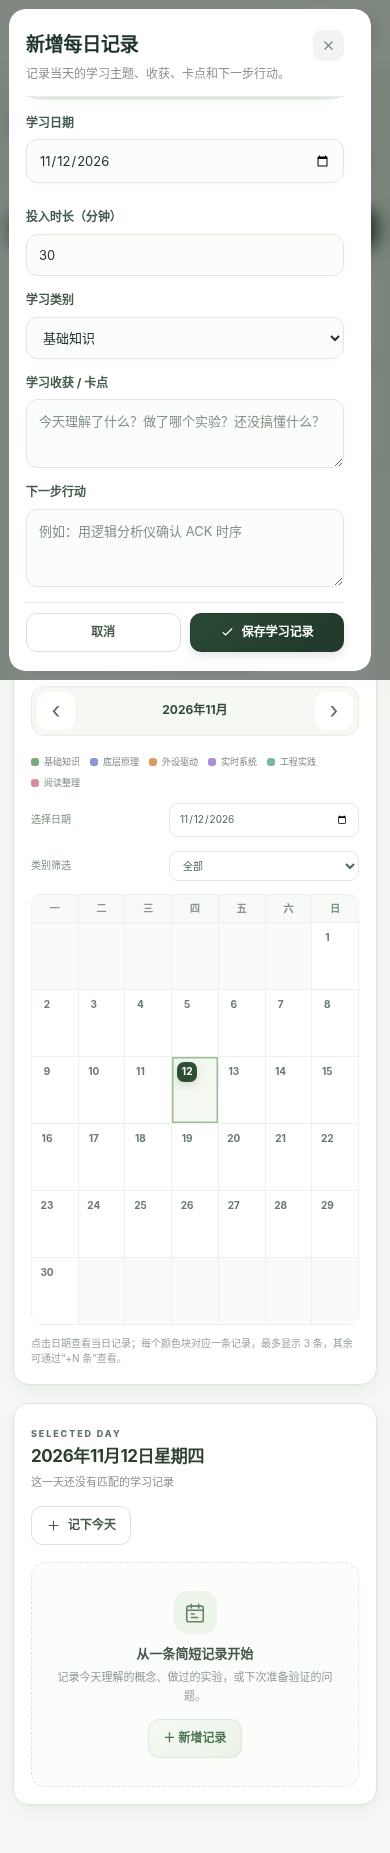 新增每日记录
记录当天的学习主题、收获、卡点和下一步行动。
学习日期
11/12/2026
投入时长（分钟）
30
学习类别
基础知识
学习收获 / 卡点
今天理解了什么？做了哪个实验？还没搞懂什么？
下一步行动
例如：用逻辑分析仪确认 ACK 时序
取消
保存学习记录
2026年11月
基础知识 底层原理 外设驱动 实时系统 工程实践
阅读整理
选择日期 11/12/2026
类别筛选 全部
一 二 三 四 五 六 日
1
2 3 4 5 6 7 8
9 10 11 12 13 14 15
16 17 18 19 20 21 22
23 24 25 26 27 28 29
30
点击日期查看当日记录；每个颜色块对应一条记录，最多显示 3 条，其余
可通过“+N 条”查看。
SELECTED DAY
2026年11月12日星期四
这一天还没有匹配的学习记录
记下今天
从一条简短记录开始
记录今天理解的概念、做过的实验，或下次准备验证的问
题。
新增记录